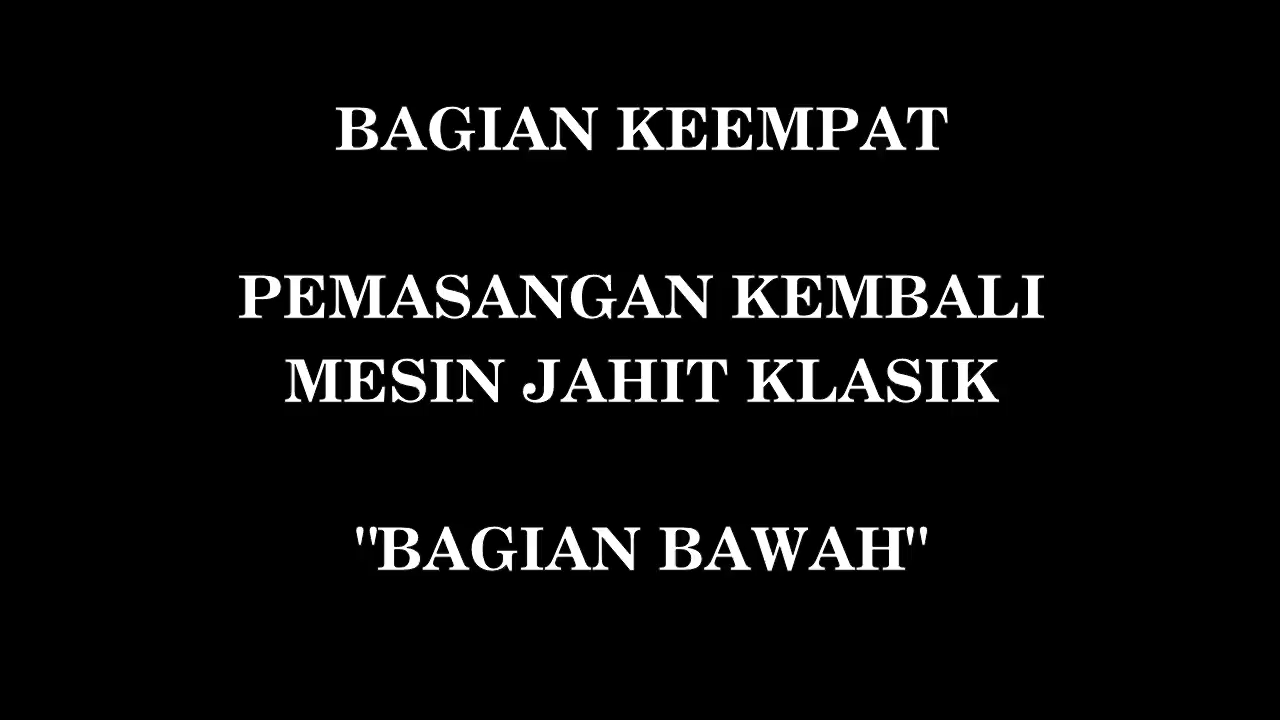 BAGIAN KEEMPAT
PEMASANGAN KEMBALI
MESIN JAHIT KLASIK
"BAGIAN BAWAH"